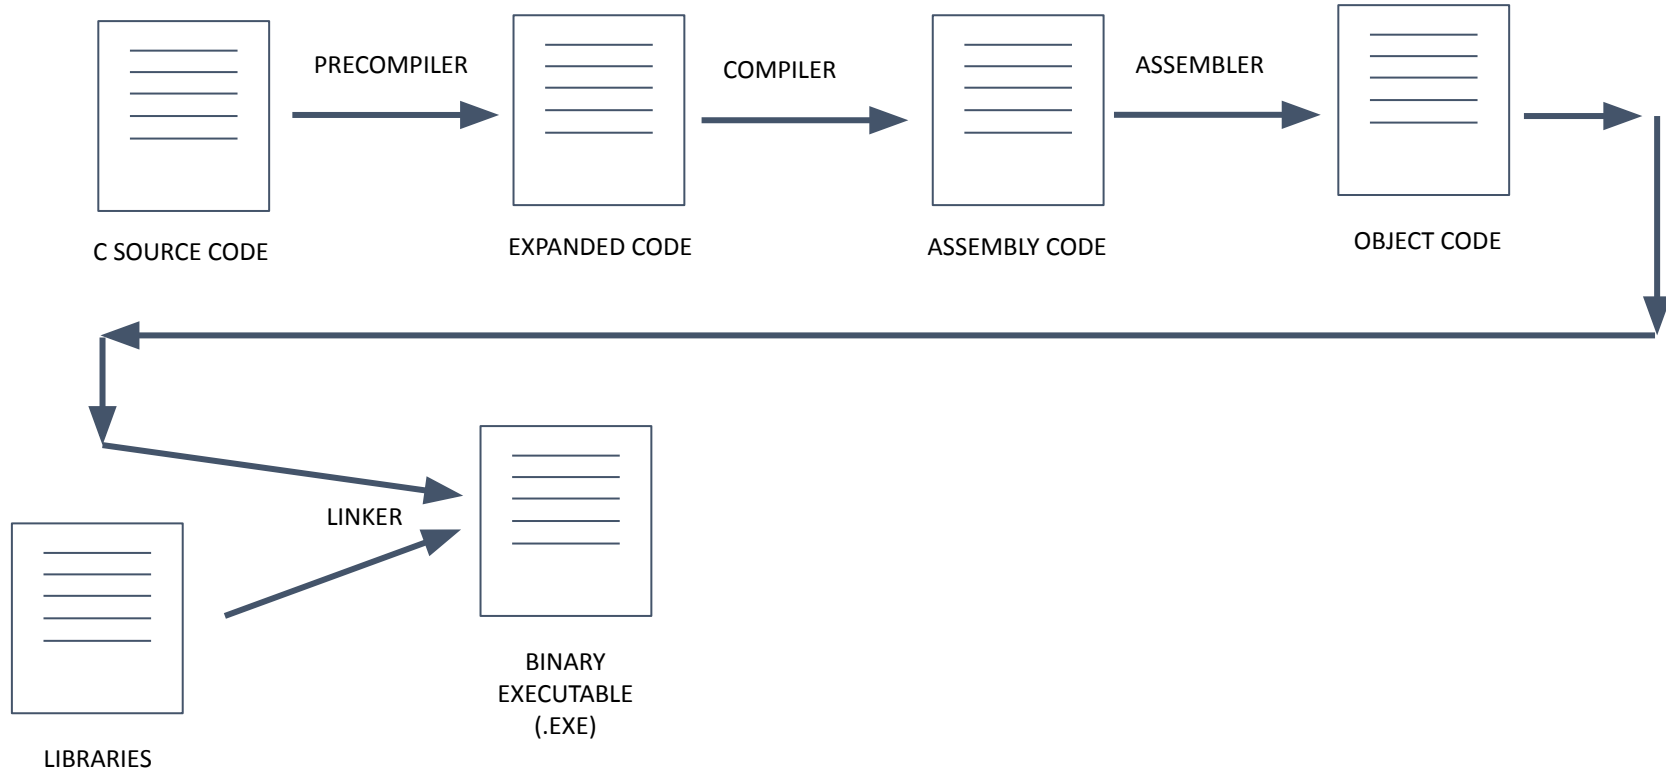 PRECOMPILER
COMPILER
ASSEMBLER
C SOURCE CODE
EXPANDED CODE
ASSEMBLY CODE
OBJECT CODE
LINKER
BINARY
EXECUTABLE
(.EXE)
LIBRARIES